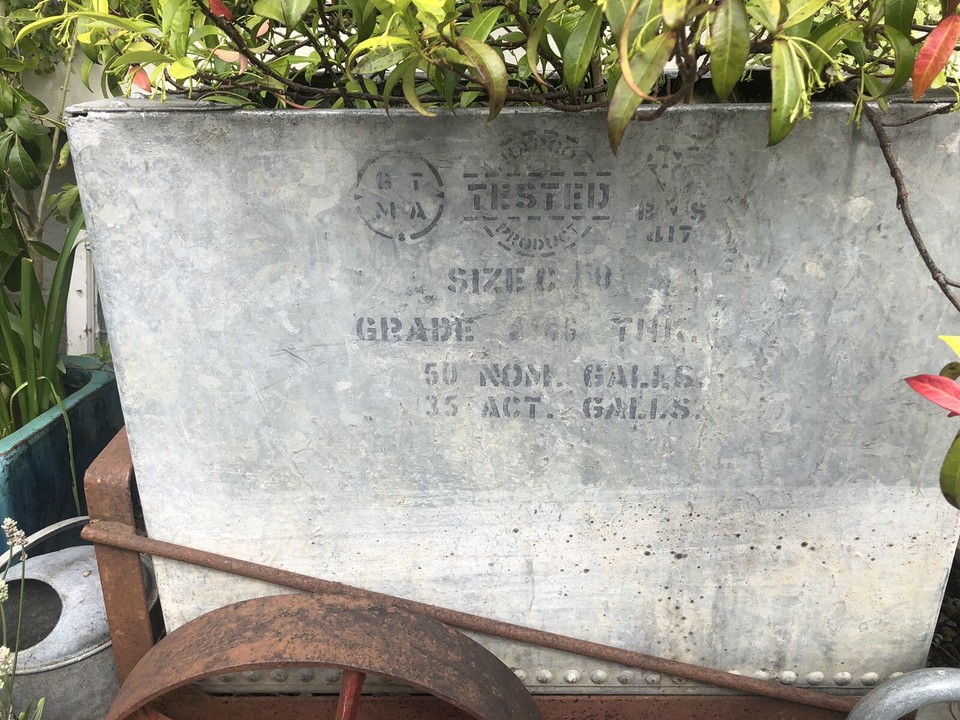 G T
M A
TESTED
PRODUCT
B S
417
SIZE C
GRADE THK.
50 NOM. GALLS.
35 ACT. GALLS.